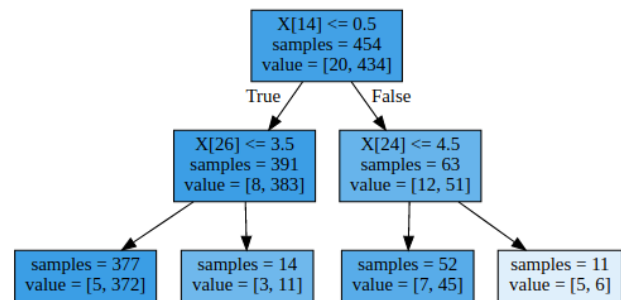 X[14] <= 0.5
samples = 454
value = [20, 434]
True
False
X[26] <= 3.5
samples = 391
value = [8, 383]
X[24] <= 4.5
samples = 63
value = [12, 51]
samples = 377
value = [5, 372]
samples = 14
value = [3, 11]
samples = 52
value = [7, 45]
samples = 11
value = [5, 6]